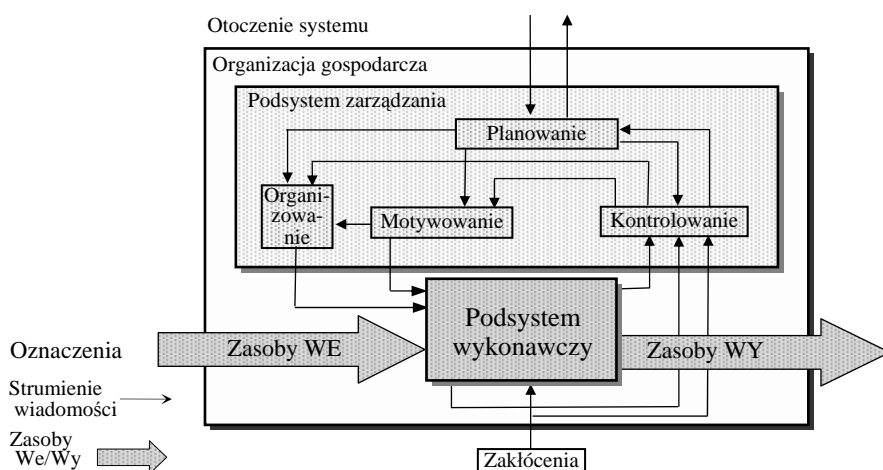 Otoczenie systemu
Organizacja gospodarcza
Podsystem zarządzania
Planowanie
Organi-
zowa-
nie
Motywowanie
Kontrolowanie
Podsystem
wykonawczy
Zasoby WE
Zasoby WY
Oznaczenia
Strumienie
wiadomości
Zasoby
We/Wy
Zakłócenia